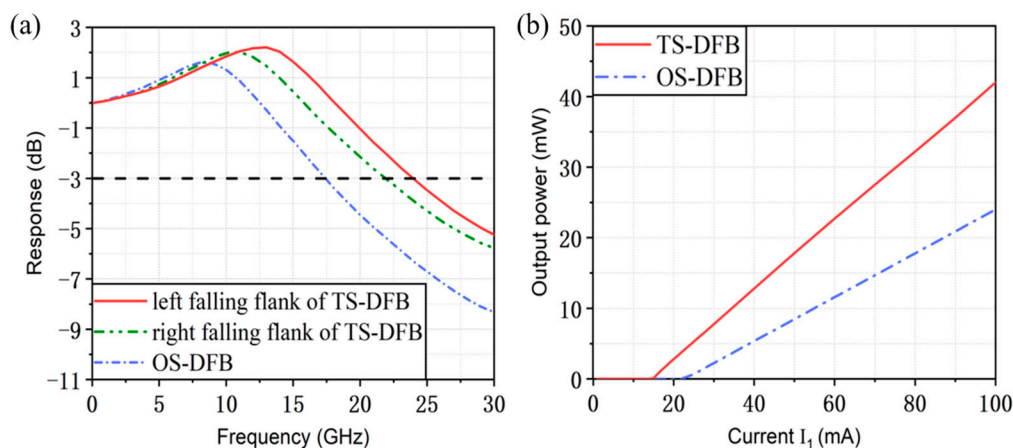 (a)
3
1
−1
−3
−5
−7
−9
−11
Response (dB)
left falling flank of TS-DFB
right falling flank of TS-DFB
OS-DFB
0 5 10 15 20 25 30
Frequency (GHz)
(b)
50
40
30
20
10
0
Output power (mW)
TS-DFB
OS-DFB
0 20 40 60 80 100
Current I₁ (mA)